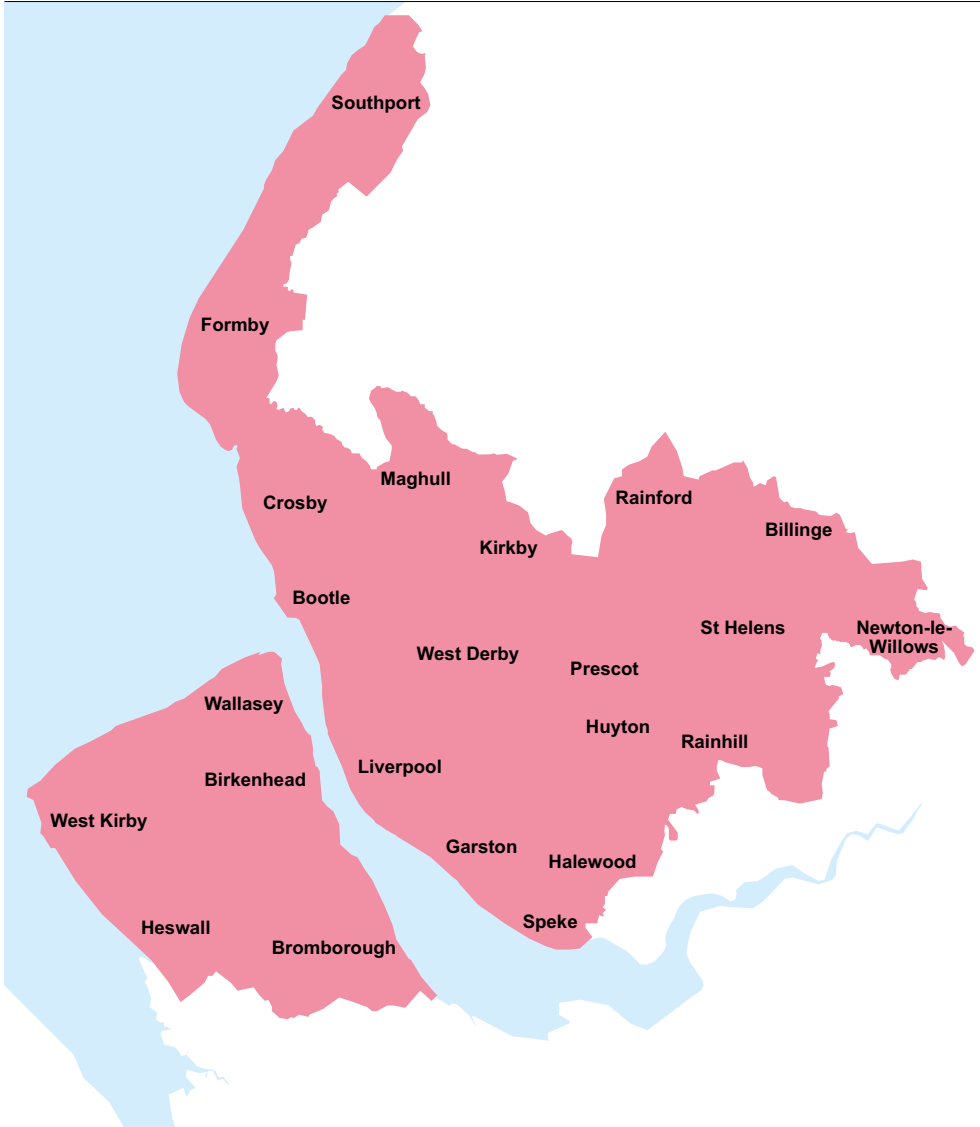 Southport
Formby
Maghull
Rainford
Crosby
Billinge
Kirkby
Bootle
St Helens
Newton-le-
Willows
West Derby
Prescot
Wallasey
Huyton
Rainhill
Liverpool
Birkenhead
West Kirby
Garston
Halewood
Speke
Heswall
Bromborough